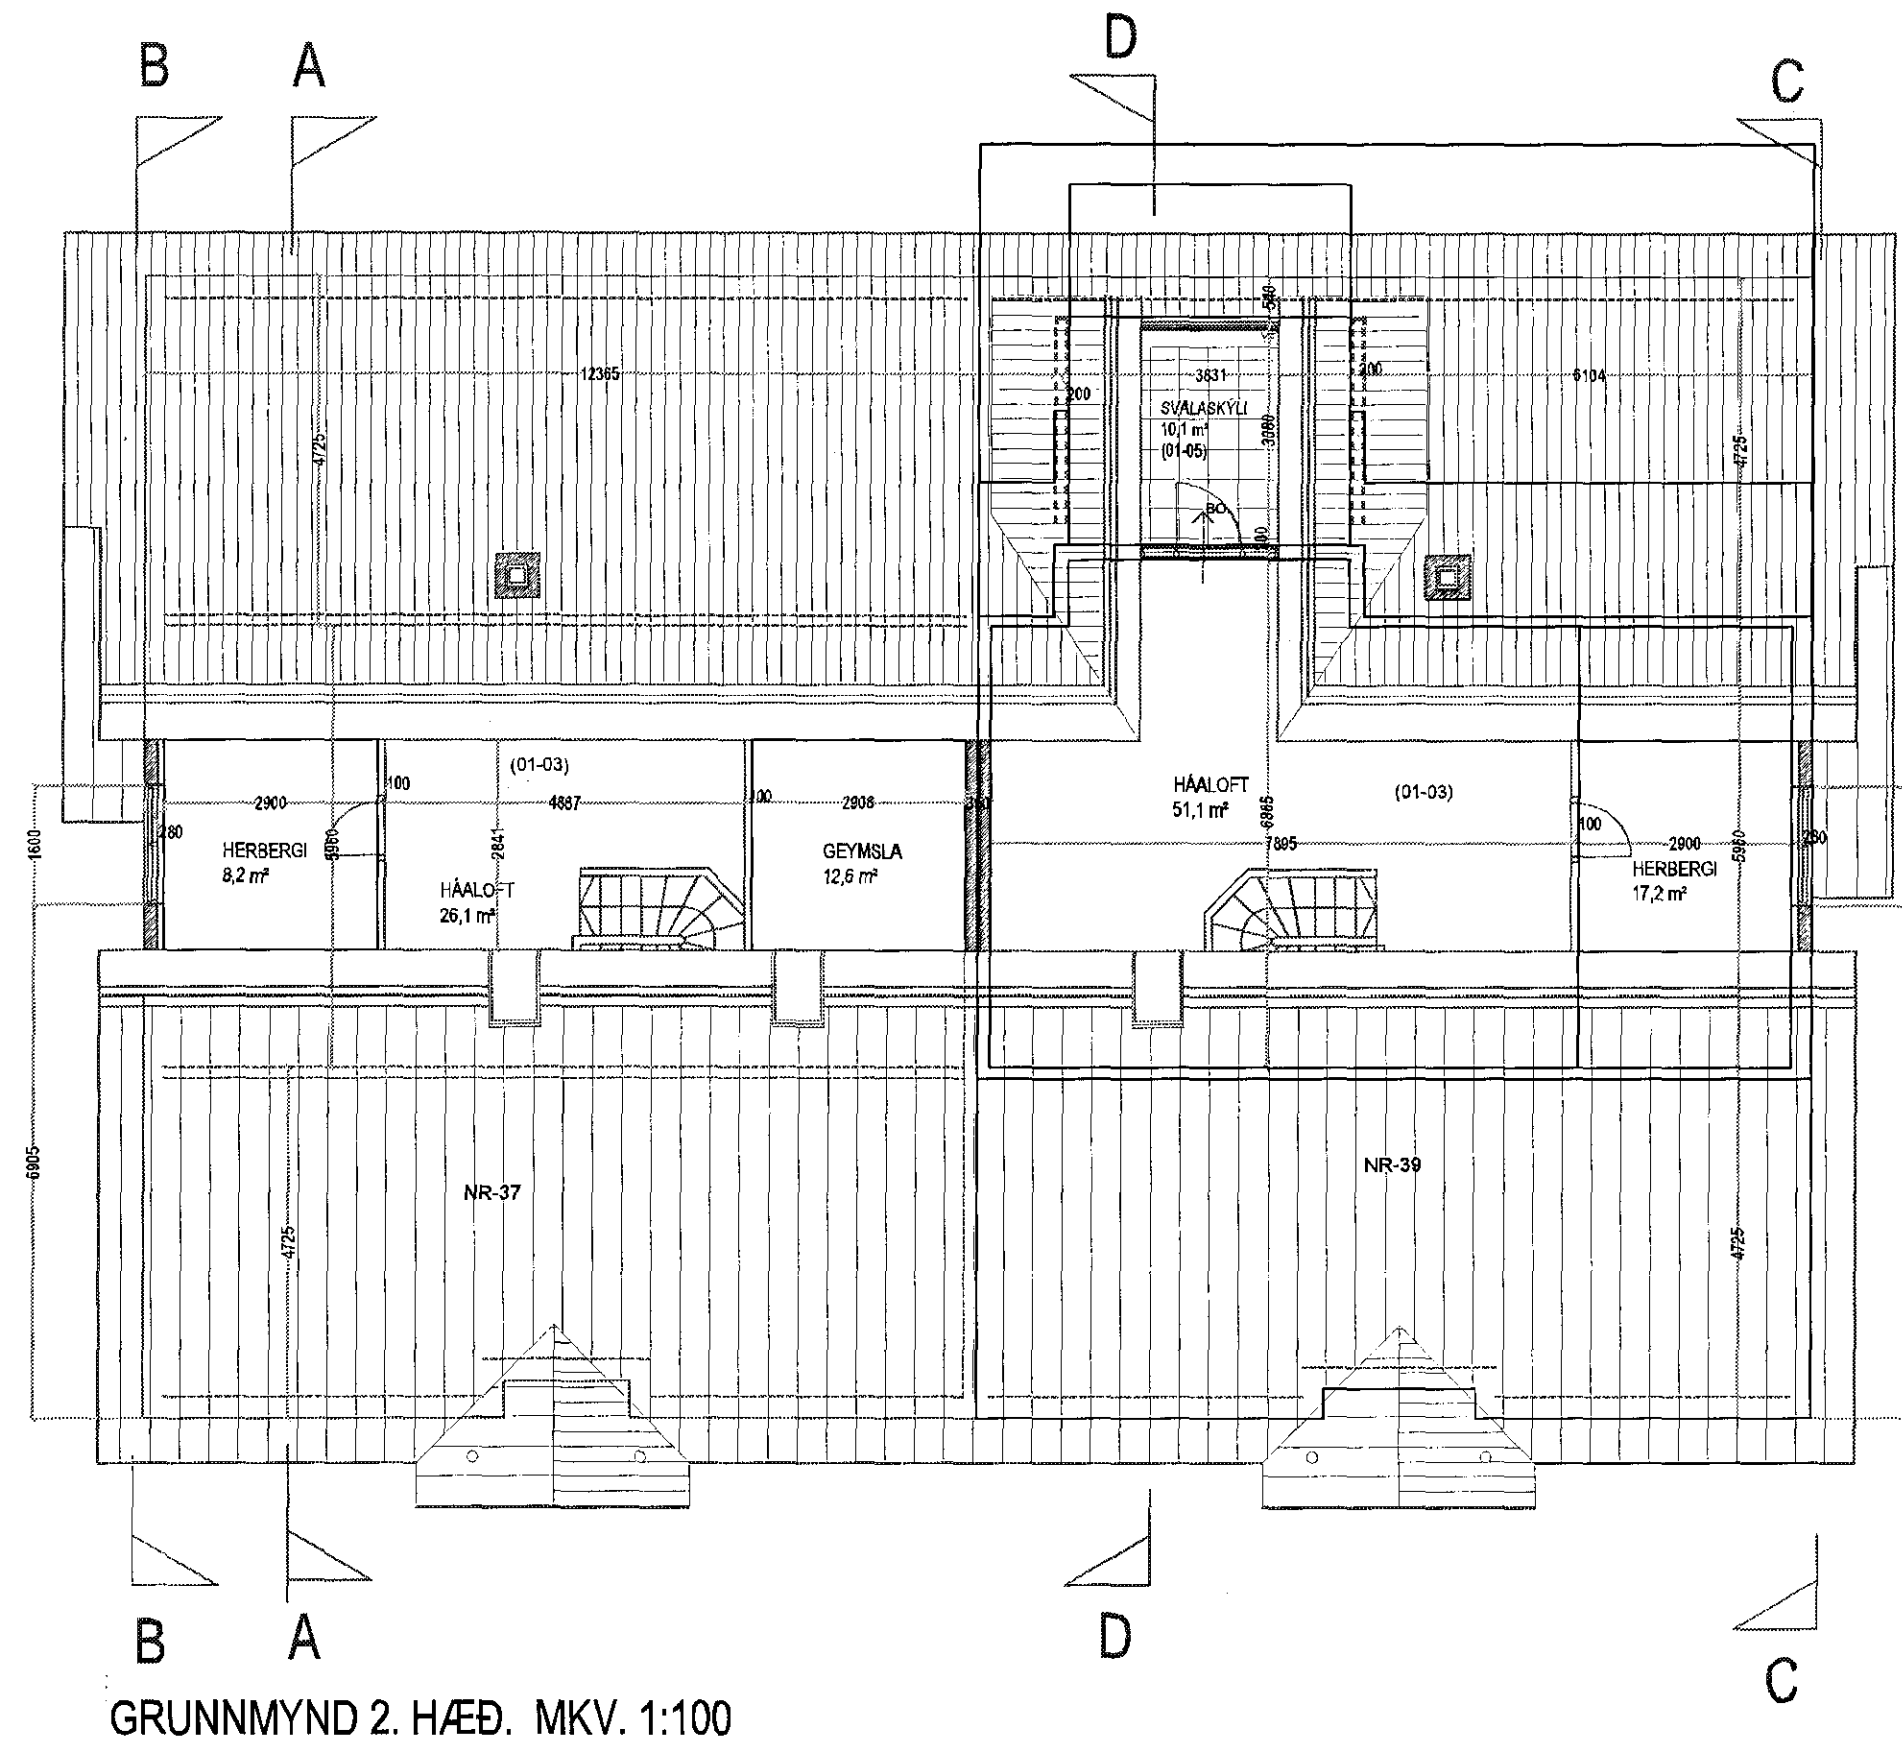 B
A
D
C
540
12365
3831
200
6104
200
SVALASKÝLI
10,1 m²
(01-05)
3080
4725
4725
BO
100
(01-03)
100
2900
4887
100
2908
HÁALOFT
51,1 m²
(01-03)
6865
1600
280
HERBERGI
8,2 m²
5960
2841
GEYMSLA
12,6 m²
7895
100
2900
5960
280
HÁALOFT
26,1 m²
HERBERGI
17,2 m²
6905
NR-37
NR-39
4725
4725
B
A
D
C
GRUNNMYND 2. HÆÐ. MKV. 1:100